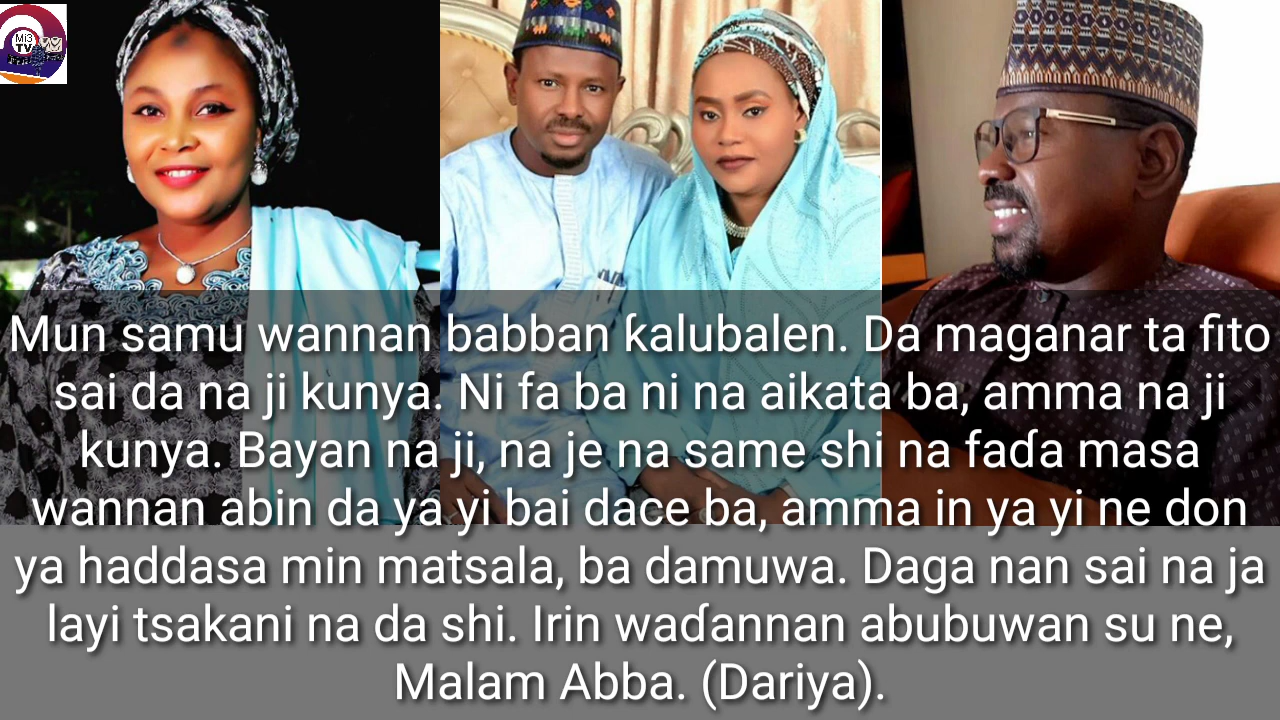 Mi3
TV
Mun samu wannan babban ƙalubalen. Da maganar ta fito
sai da na ji kunya. Ni fa ba ni na aikata ba, amma na ji
kunya. Bayan na ji, na je na same shi na faɗa masa
wannan abin da ya yi bai dace ba, amma in ya yi ne don
ya haddasa min matsala, ba damuwa. Daga nan sai na ja
layi tsakani na da shi. Irin waɗannan abubuwan su ne,
Malam Abba. (Dariya).